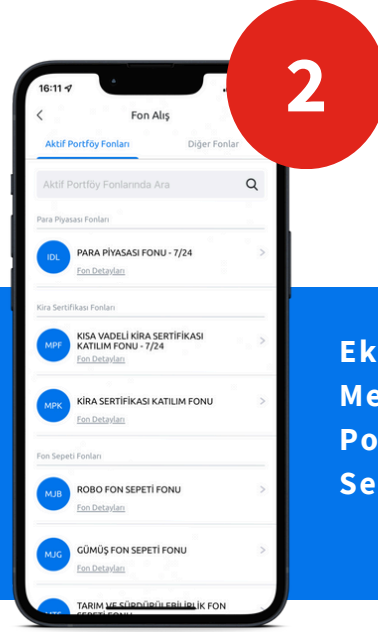 2
16:11
Fon Alış
Aktif Portföy Fonları
Diğer Fonlar
Aktif Portföy Fonlarında Ara
Para Piyasası Fonları
IDL
PARA PİYASASI FONU - 7/24
Fon Detayları
Kira Sertifikası Fonları
MPF
KISA VADELİ KİRA SERTİFİKASI
KATILIM FONU - 7/24
Fon Detayları
MPK
KİRA SERTİFİKASI KATILIM FONU
Fon Detayları
Fon Sepeti Fonları
MJB
ROBO FON SEPETİ FONU
Fon Detayları
MJG
GÜMÜŞ FON SEPETİ FONU
Fon Detayları
TARIM VE SÜRDÜRÜLEBİLİRLİK FON
SEPETİ FONU
Ek
Me
Po
Se